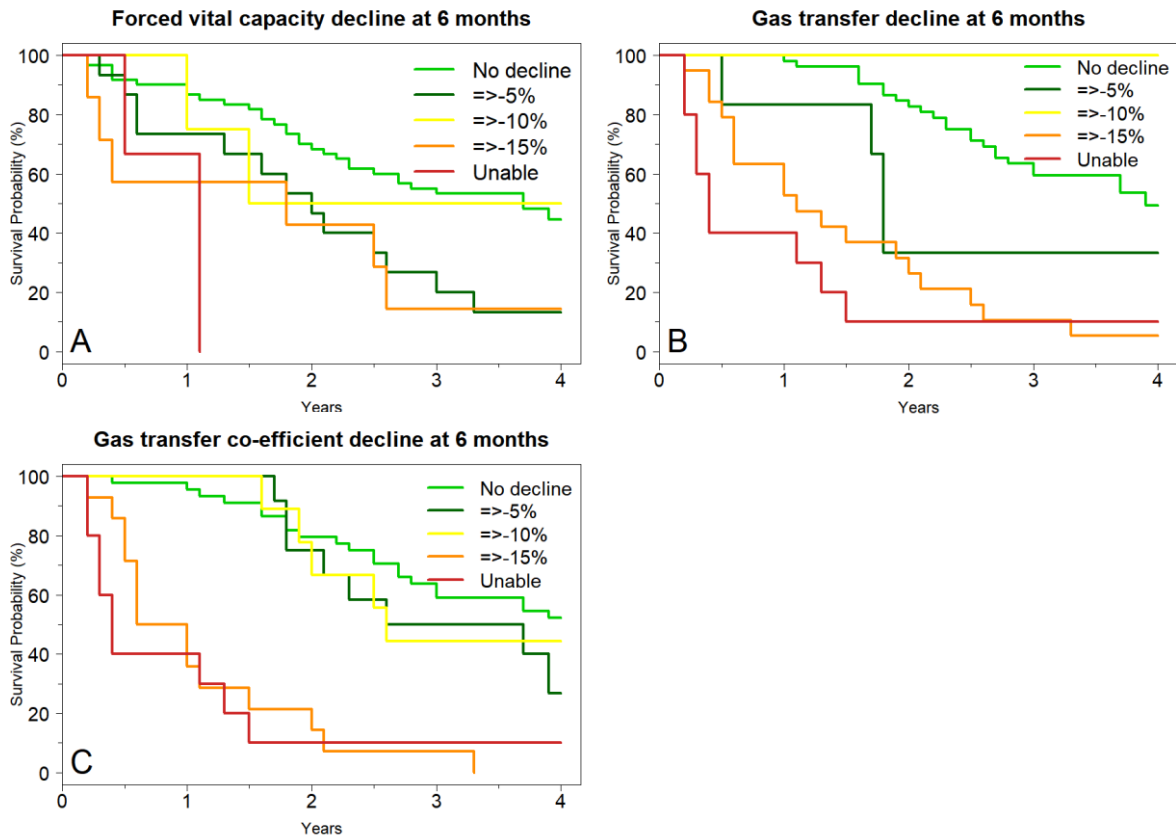 Forced vital capacity decline at 6 months
100
80
60
40
20
0
Survival Probability (%)
No decline
=>-5%
=>-10%
=>-15%
Unable
A
0 1 2 3 4
Years
Gas transfer decline at 6 months
100
80
60
40
20
0
Survival Probability (%)
No decline
=>-5%
=>-10%
=>-15%
Unable
B
0 1 2 3 4
Years
Gas transfer co-efficient decline at 6 months
100
80
60
40
20
0
Survival Probability (%)
No decline
=>-5%
=>-10%
=>-15%
Unable
C
0 1 2 3 4
Years